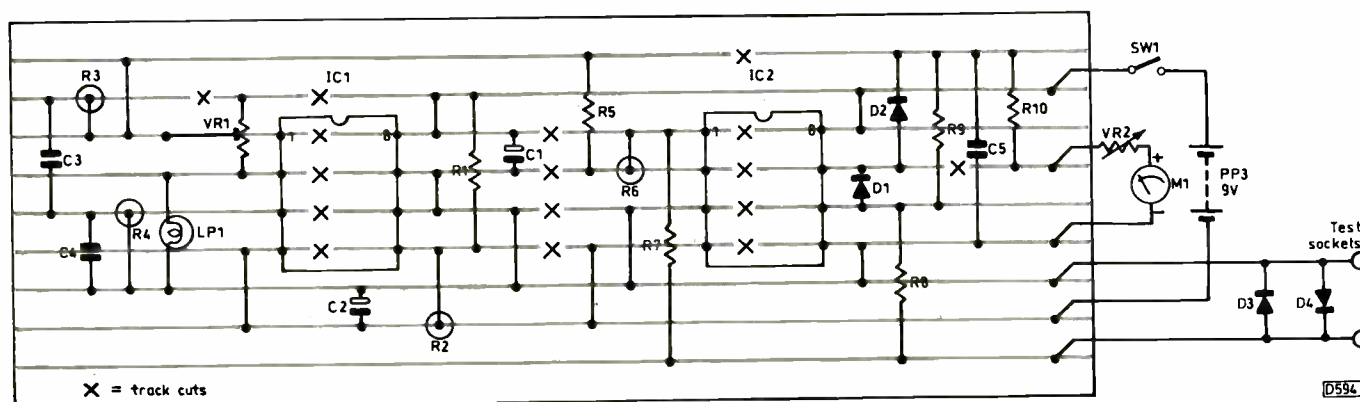 R3
IC1
IC2
SW1
VR1
1
8
C3
R1
C1
R5
R6
1
8
D2
R9
C5
R10
VR2
+
M1
-
PP3
9V
R4
LP1
C4
R7
D1
R8
C2
R2
D3
D4
Test
sockets
X = track cuts
D594